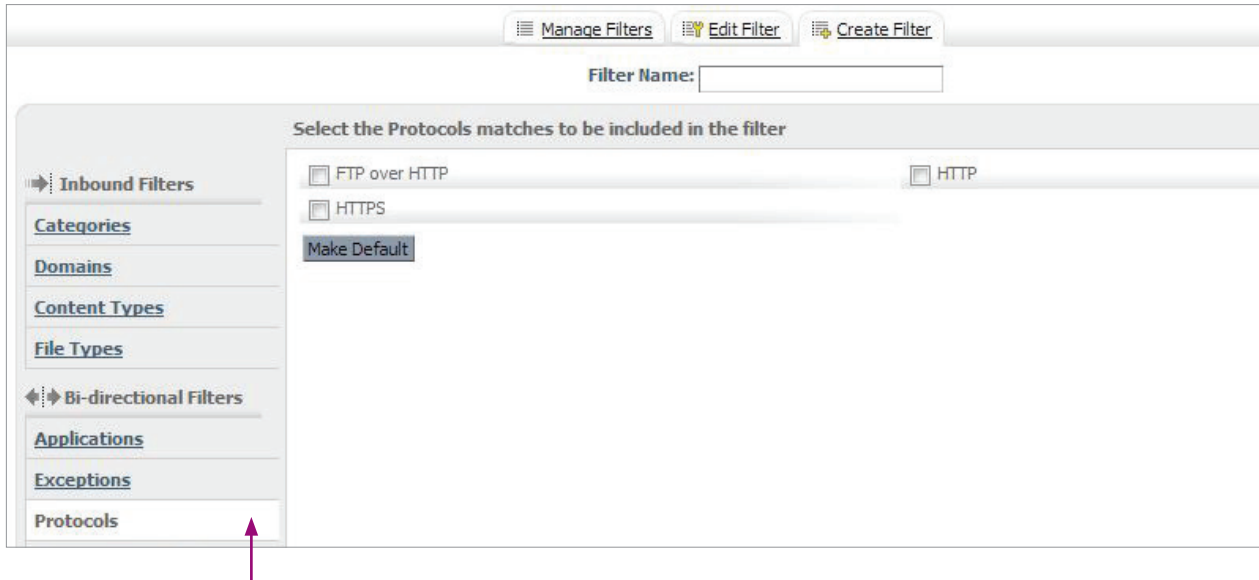 Manage Filters Edit Filter Create Filter
Filter Name:
Select the Protocols matches to be included in the filter
Inbound Filters
Categories
Domains
Content Types
File Types
Bi-directional Filters
Applications
Exceptions
Protocols
FTP over HTTP HTTP
HTTPS
Make Default